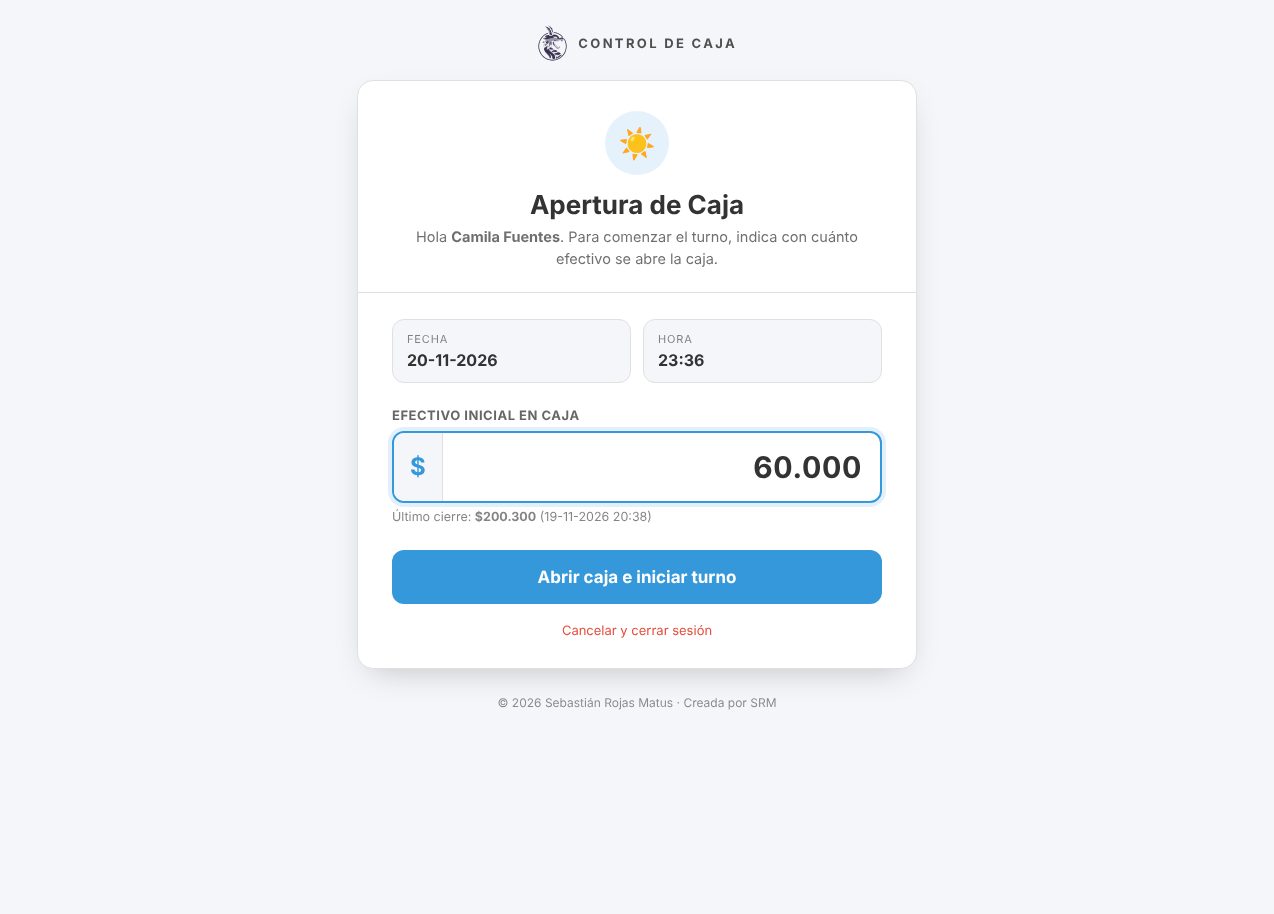 CONTROL DE CAJA
Apertura de Caja
Hola Camila Fuentes. Para comenzar el turno, indica con cuánto
efectivo se abre la caja.
FECHA
20-11-2026
HORA
23:36
EFECTIVO INICIAL EN CAJA
$ 60.000
Último cierre: $200.300 (19-11-2026 20:38)
Abrir caja e iniciar turno
Cancelar y cerrar sesión
© 2026 Sebastián Rojas Matus · Creada por SRM